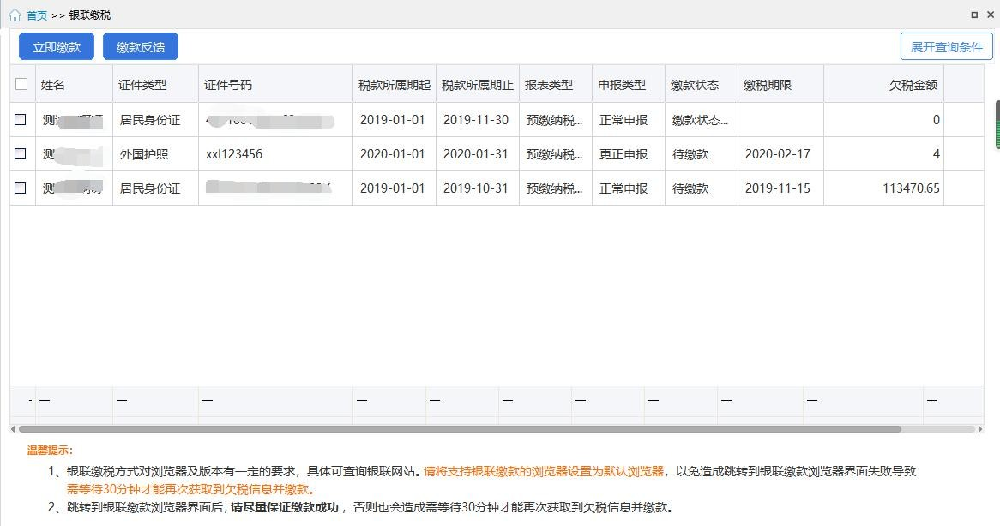 首页 >> 银联缴税
立即缴款 缴款反馈 展开查询条件
姓名 证件类型 证件号码 税款所属期起 税款所属期止 报表类型 申报类型 缴款状态 缴税期限 欠税金额
测 居民身份证 2019-01-01 2019-11-30 预缴纳税... 正常申报 缴款状态... 0
测 外国护照 xxl123456 2020-01-01 2020-01-31 预缴纳税... 更正申报 待缴款 2020-02-17 4
测 居民身份证 2019-01-01 2019-10-31 预缴纳税... 正常申报 待缴款 2019-11-15 113470.65
温馨提示：
1、银联缴税方式对浏览器及版本有一定的要求，具体可查询银联网站。请将支持银联缴款的浏览器设置为默认浏览器，以免造成跳转到银联缴款浏览器界面失败导致
需等待30分钟才能再次获取到欠税信息并缴款。
2、跳转到银联缴款浏览器界面后，请尽量保证缴款成功，否则也会造成需等待30分钟才能再次获取到欠税信息并缴款。